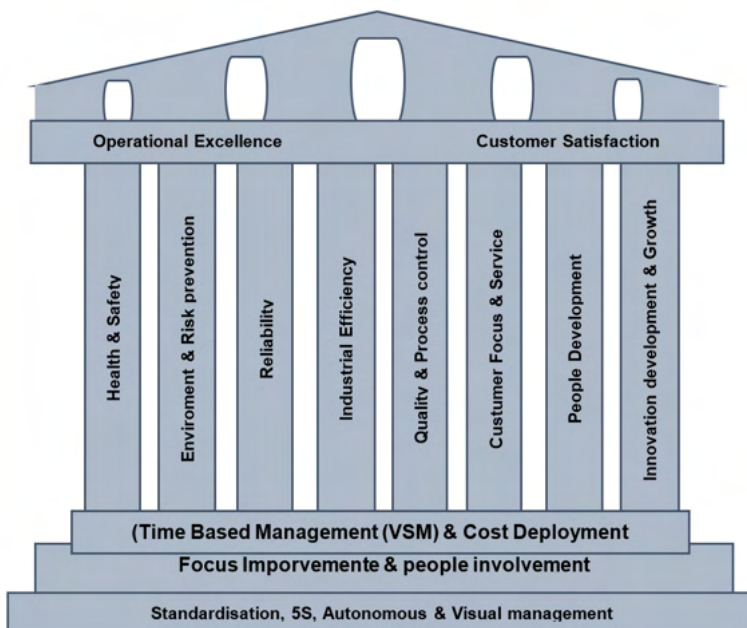 Operational Excellence
Customer Satisfaction
Health & Safety
Enviroment & Risk prevention
Reliability
Industrial Efficiency
Quality & Process control
Custumer Focus & Service
People Development
Innovation development & Growth
(Time Based Management (VSM) & Cost Deployment
Focus Imporvemente & people involvement
Standardisation, 5S, Autonomous & Visual management